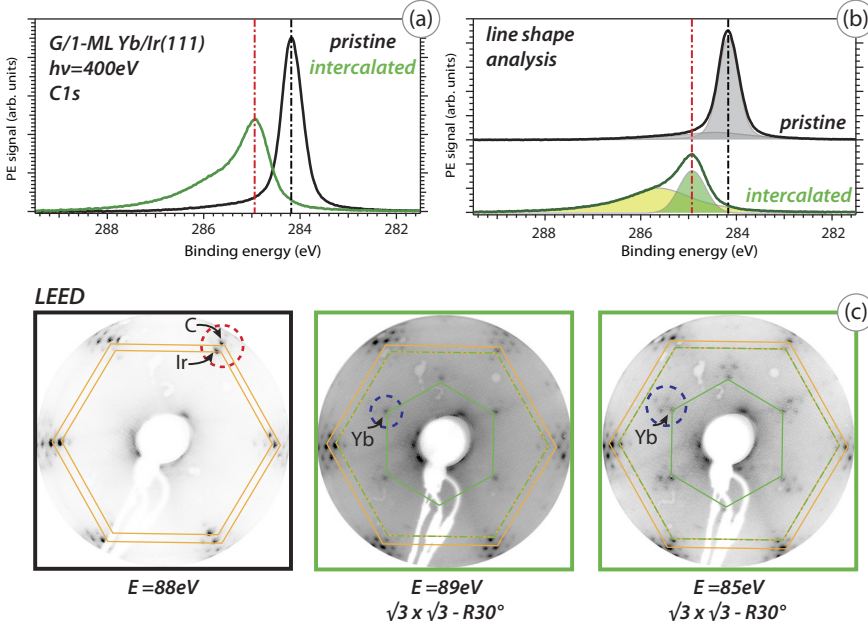 (a)
G/1-ML Yb/Ir(111)
hν=400eV
C1s
pristine
intercalated
PE signal (arb. units)
288 286 284 282
Binding energy (eV)
(b)
line shape
analysis
pristine
intercalated
PE signal (arb. units)
288 286 284 282
Binding energy (eV)
LEED
(c)
C
Ir
Yb
Yb
E =88eV
E =89eV
√3 x √3 - R30°
E =85eV
√3 x √3 - R30°